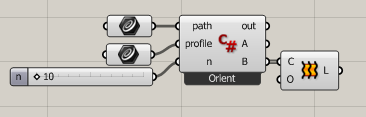 path out
profile A
n B
C#
Orient
n 10
C L
O